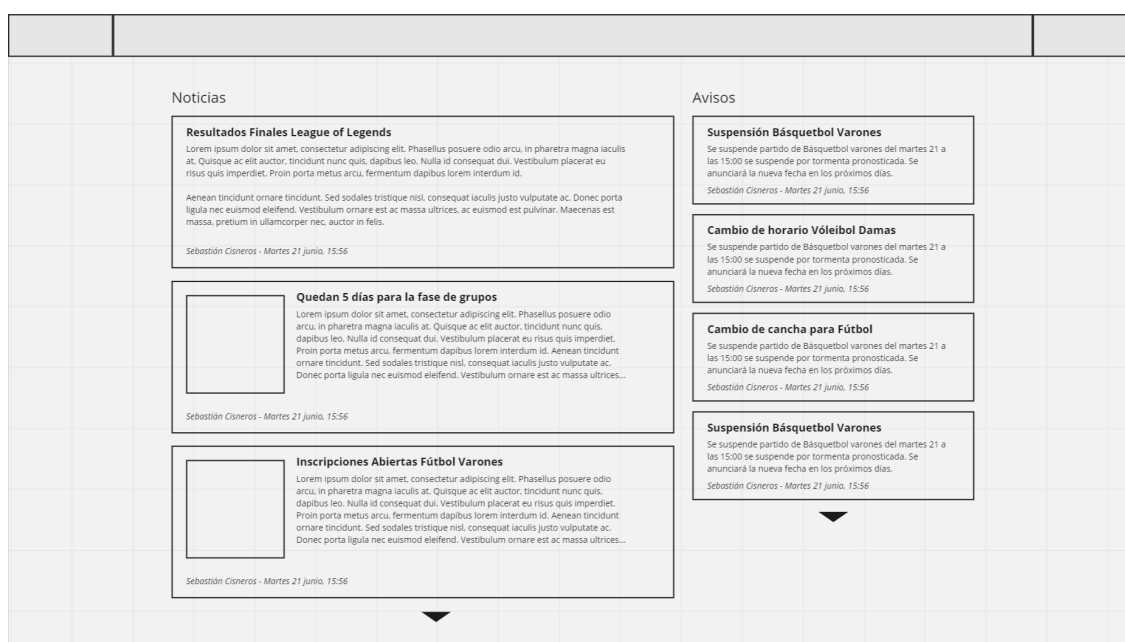 Noticias
Resultados Finales League of Legends
Lorem ipsum dolor sit amet, consectetur adipiscing elit. Phasellus posuere odio arcu, in pharetra magna iaculis
at. Quisque ac elit auctor, tincidunt nunc quis, dapibus leo. Nulla id consequat dui. Vestibulum placerat eu
risus quis imperdiet. Proin porta metus arcu, fermentum dapibus lorem interdum id.
Aenean tincidunt ornare tincidunt. Sed sodales tristique nisl, consequat iaculis justo vulputate ac. Donec porta
ligula nec euismod eleifend. Vestibulum ornare est ac massa ultrices, ac euismod est pulvinar. Maecenas est
massa, pretium in ullamcorper nec, auctor in felis.
Sebastián Cisneros - Martes 21 junio, 15:56
Quedan 5 días para la fase de grupos
Lorem ipsum dolor sit amet, consectetur adipiscing elit. Phasellus posuere odio
arcu, in pharetra magna iaculis at. Quisque ac elit auctor, tincidunt nunc quis,
dapibus leo. Nulla id consequat dui. Vestibulum placerat eu risus quis imperdiet.
Proin porta metus arcu, fermentum dapibus lorem interdum id. Aenean tincidunt
ornare tincidunt. Sed sodales tristique nisl, consequat iaculis justo vulputate ac.
Donec porta ligula nec euismod eleifend. Vestibulum ornare est ac massa ultrices...
Sebastián Cisneros - Martes 21 junio, 15:56
Inscripciones Abiertas Fútbol Varones
Lorem ipsum dolor sit amet, consectetur adipiscing elit. Phasellus posuere odio
arcu, in pharetra magna iaculis at. Quisque ac elit auctor, tincidunt nunc quis,
dapibus leo. Nulla id consequat dui. Vestibulum placerat eu risus quis imperdiet.
Proin porta metus arcu, fermentum dapibus lorem interdum id. Aenean tincidunt
ornare tincidunt. Sed sodales tristique nisl, consequat iaculis justo vulputate ac.
Donec porta ligula nec euismod eleifend. Vestibulum ornare est ac massa ultrices...
Sebastián Cisneros - Martes 21 junio, 15:56
Avisos
Suspensión Básquetbol Varones
Se suspende partido de Básquetbol varones del martes 21 a
las 15:00 se suspende por tormenta pronosticada. Se
anunciará la nueva fecha en los próximos días.
Sebastián Cisneros - Martes 21 junio, 15:56
Cambio de horario Vóleibol Damas
Se suspende partido de Básquetbol varones del martes 21 a
las 15:00 se suspende por tormenta pronosticada. Se
anunciará la nueva fecha en los próximos días.
Sebastián Cisneros - Martes 21 junio, 15:56
Cambio de cancha para Fútbol
Se suspende partido de Básquetbol varones del martes 21 a
las 15:00 se suspende por tormenta pronosticada. Se
anunciará la nueva fecha en los próximos días.
Sebastián Cisneros - Martes 21 junio, 15:56
Suspensión Básquetbol Varones
Se suspende partido de Básquetbol varones del martes 21 a
las 15:00 se suspende por tormenta pronosticada. Se
anunciará la nueva fecha en los próximos días.
Sebastián Cisneros - Martes 21 junio, 15:56